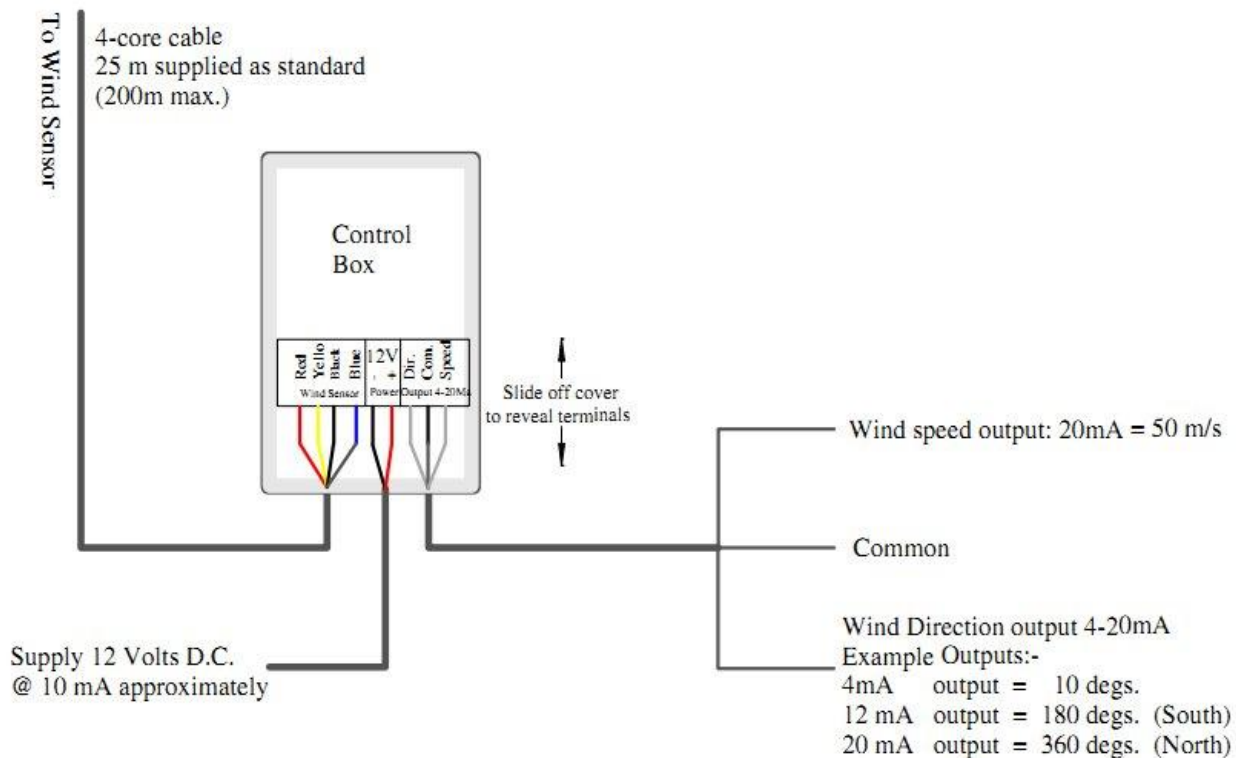 To Wind Sensor
4-core cable
25 m supplied as standard
(200m max.)
Control
Box
Red
Yello
Black
Blue
Wind Sensor
12V
- +
Power
Dir.
Com.
Speed
Output 4-20Ma
Slide off cover
to reveal terminals
Wind speed output: 20mA = 50 m/s
Common
Wind Direction output 4-20mA
Example Outputs:-
4mA output = 10 degs.
12 mA output = 180 degs. (South)
20 mA output = 360 degs. (North)
Supply 12 Volts D.C.
@ 10 mA approximately